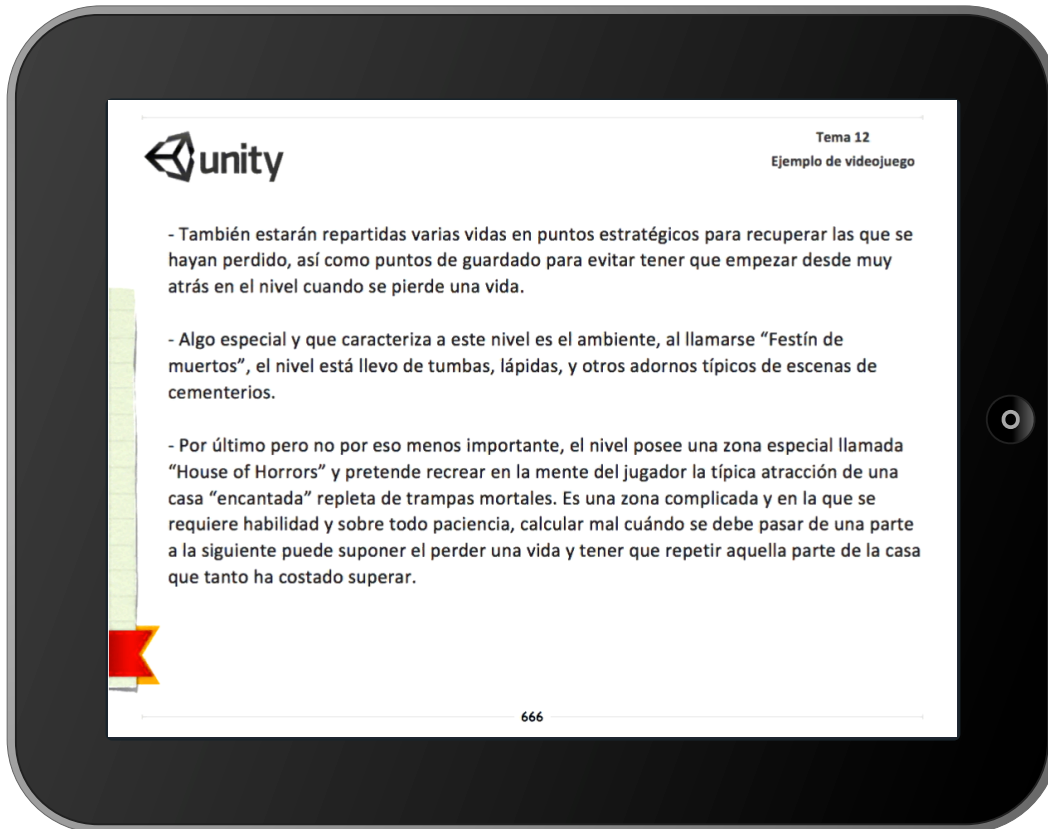 unity
Tema 12
Ejemplo de videojuego
- También estarán repartidas varias vidas en puntos estratégicos para recuperar las que se
hayan perdido, así como puntos de guardado para evitar tener que empezar desde muy
atrás en el nivel cuando se pierde una vida.
- Algo especial y que caracteriza a este nivel es el ambiente, al llamarse “Festín de
muertos”, el nivel está llevo de tumbas, lápidas, y otros adornos típicos de escenas de
cementerios.
- Por último pero no por eso menos importante, el nivel posee una zona especial llamada
“House of Horrors” y pretende recrear en la mente del jugador la típica atracción de una
casa “encantada” repleta de trampas mortales. Es una zona complicada y en la que se
requiere habilidad y sobre todo paciencia, calcular mal cuándo se debe pasar de una parte
a la siguiente puede suponer el perder una vida y tener que repetir aquella parte de la casa
que tanto ha costado superar.
666